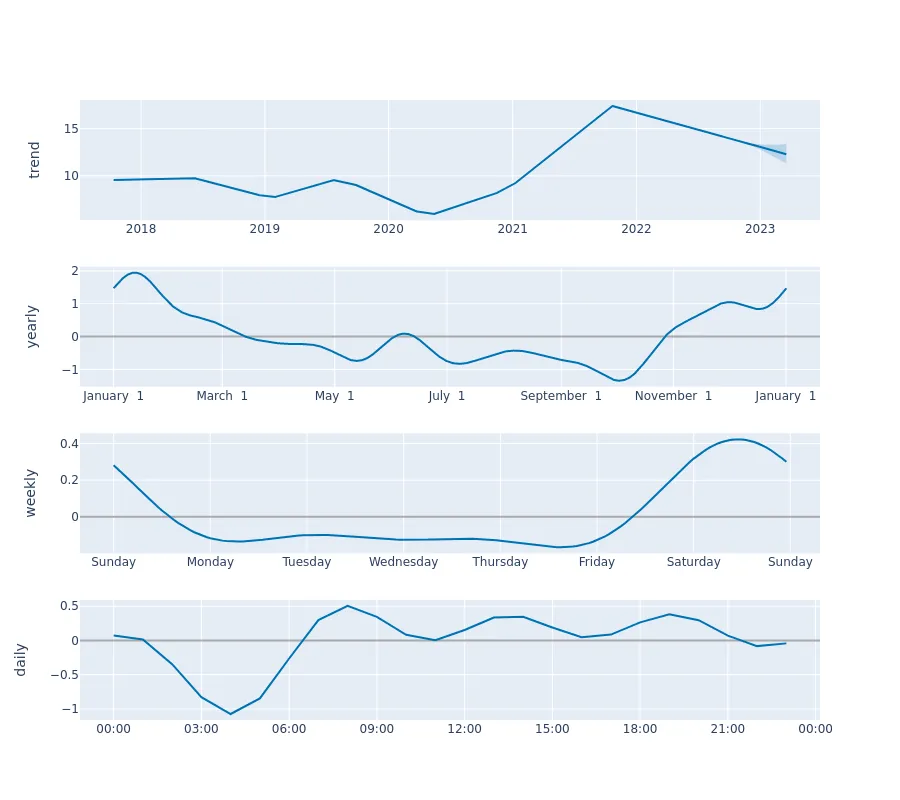 trend
15
10
2018 2019 2020 2021 2022 2023
yearly
2
1
0
−1
January 1 March 1 May 1 July 1 September 1 November 1 January 1
weekly
0.4
0.2
0
Sunday Monday Tuesday Wednesday Thursday Friday Saturday Sunday
daily
0.5
0
−0.5
−1
00:00 03:00 06:00 09:00 12:00 15:00 18:00 21:00 00:00